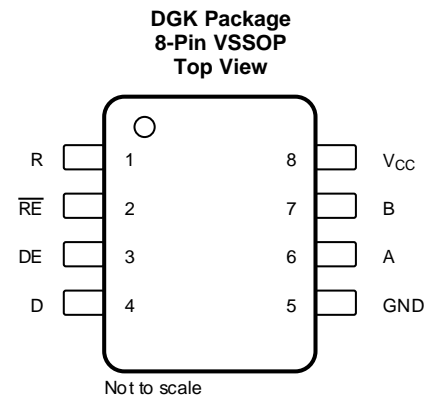 DGK Package
8-Pin VSSOP
Top View
R 1 8 VCC
R̅E̅ 2 7 B
DE 3 6 A
D 4 5 GND
Not to scale